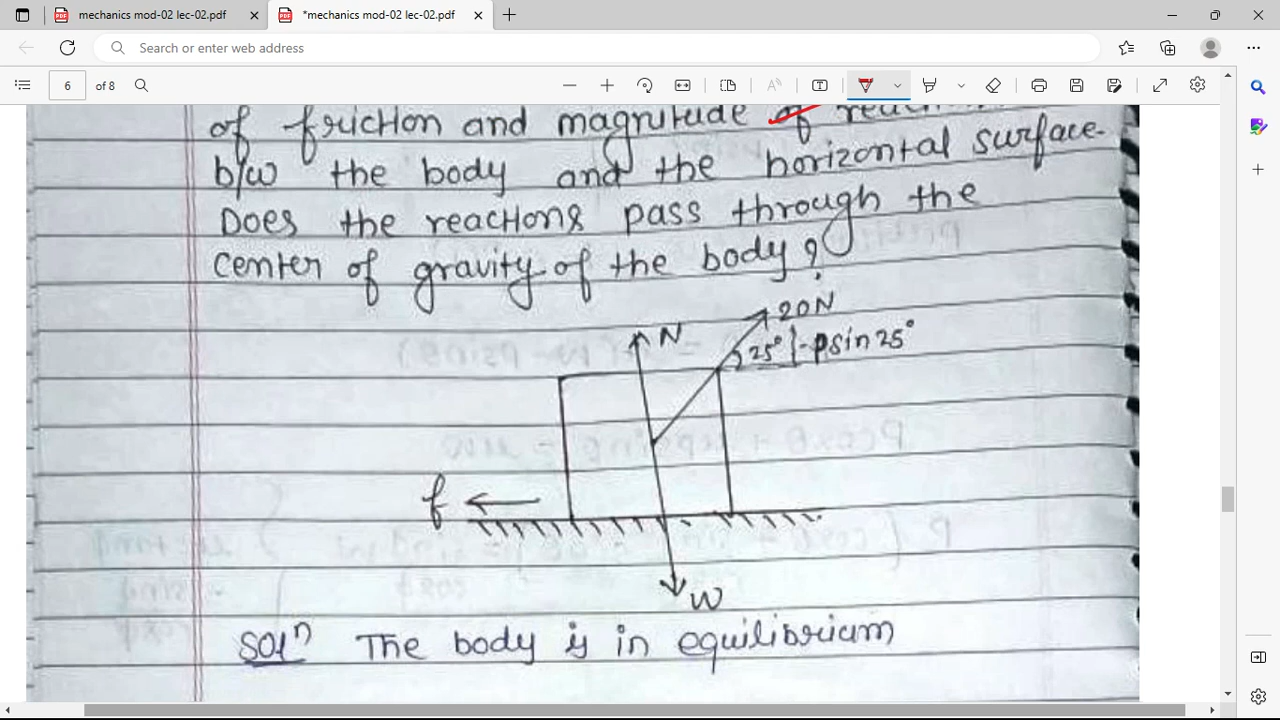 mechanics mod-02 lec-02.pdf
*mechanics mod-02 lec-02.pdf
Search or enter web address
6 of 8
of friction and magnitude of
b/w the body and the horizontal surface.
Does the reactions pass through the
center of gravity of the body ?
N
20N
25° psin25°
f
W
Solⁿ The body is in equilibrium